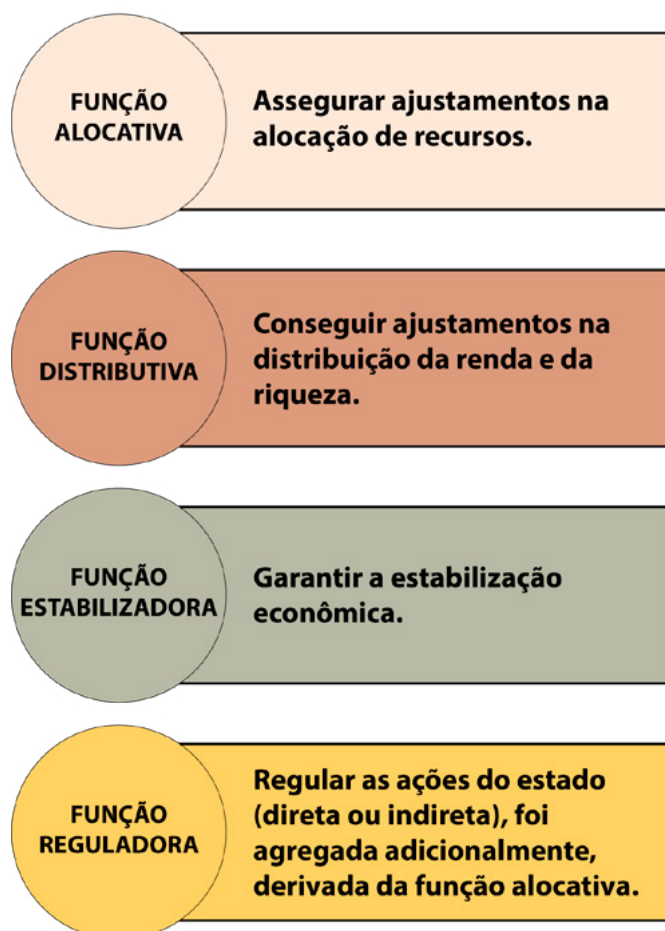 FUNÇÃO
ALOCATIVA
Assegurar ajustamentos na
alocação de recursos.
FUNÇÃO
DISTRIBUTIVA
Conseguir ajustamentos na
distribuição da renda e da
riqueza.
FUNÇÃO
ESTABILIZADORA
Garantir a estabilização
econômica.
FUNÇÃO
REGULADORA
Regular as ações do estado
(direta ou indireta), foi
agregada adicionalmente,
derivada da função alocativa.